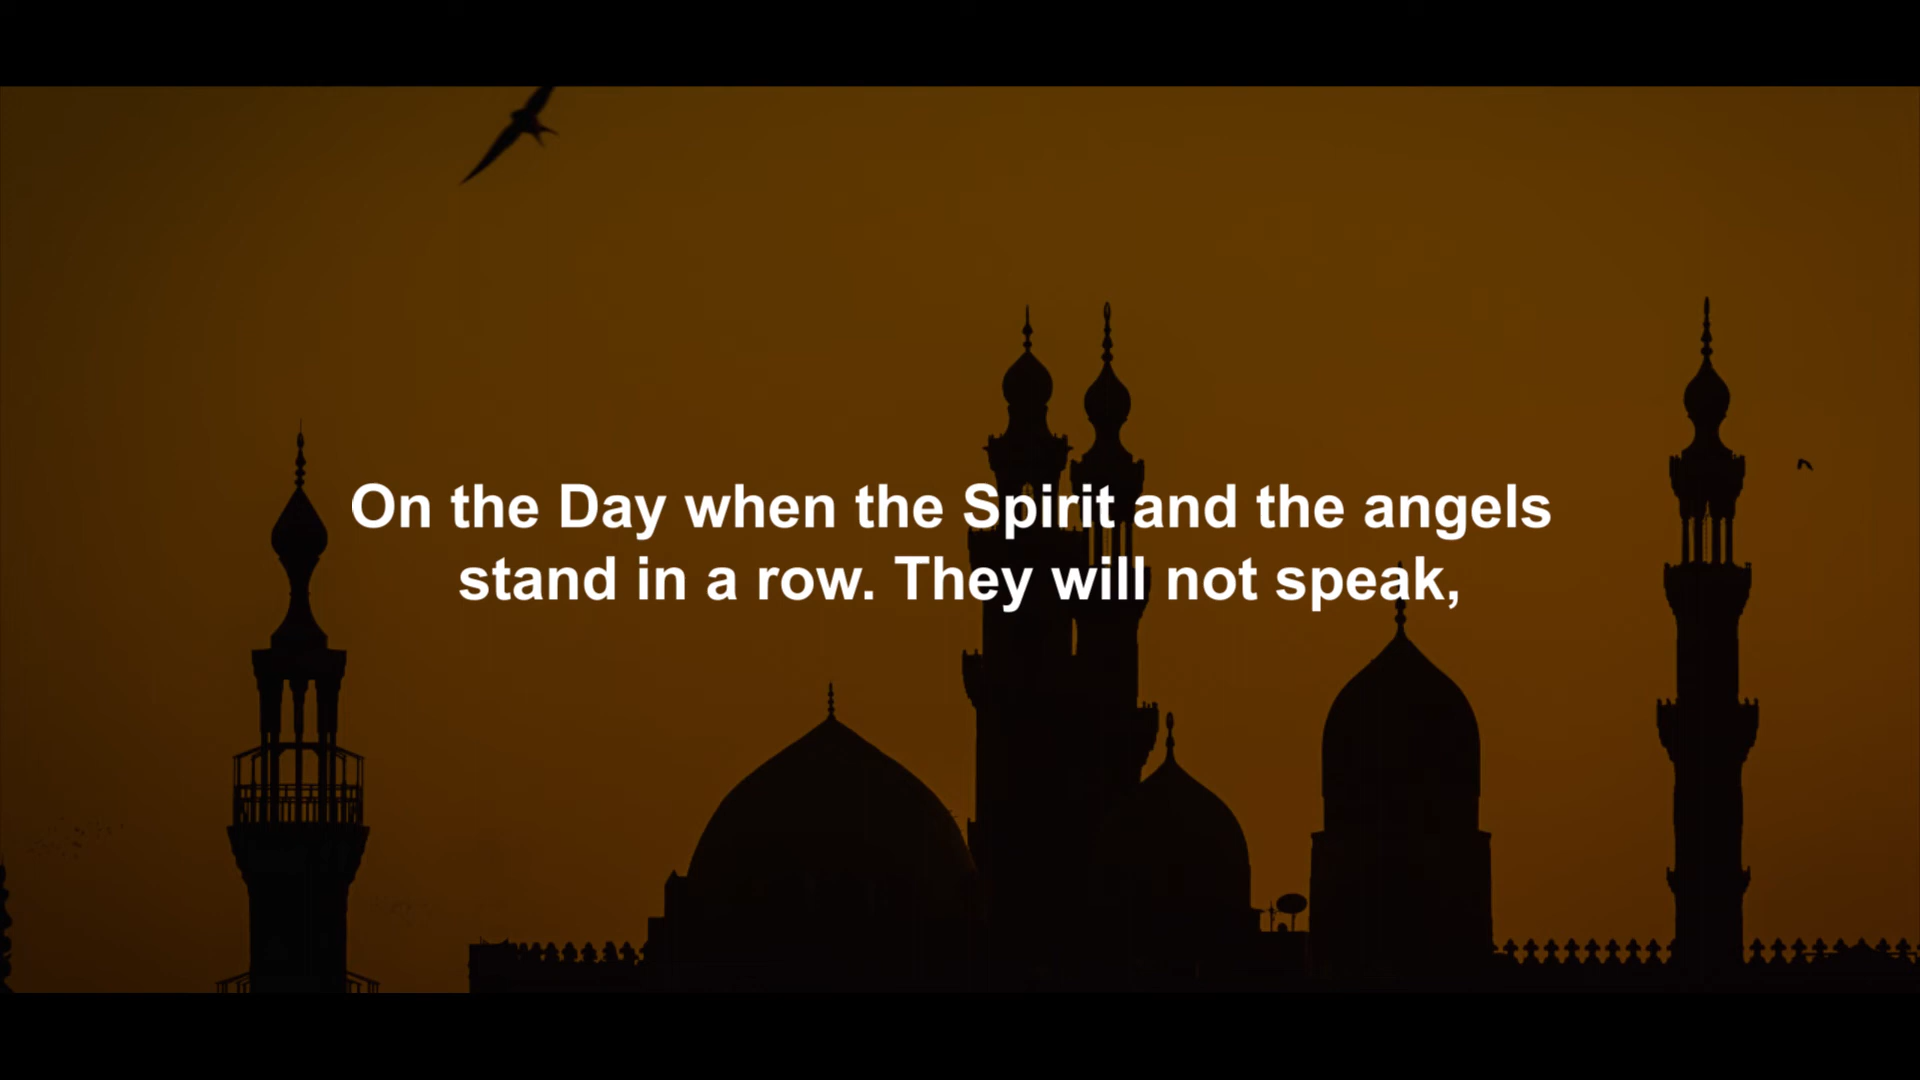 On the Day when the Spirit and the angels
stand in a row. They will not speak,